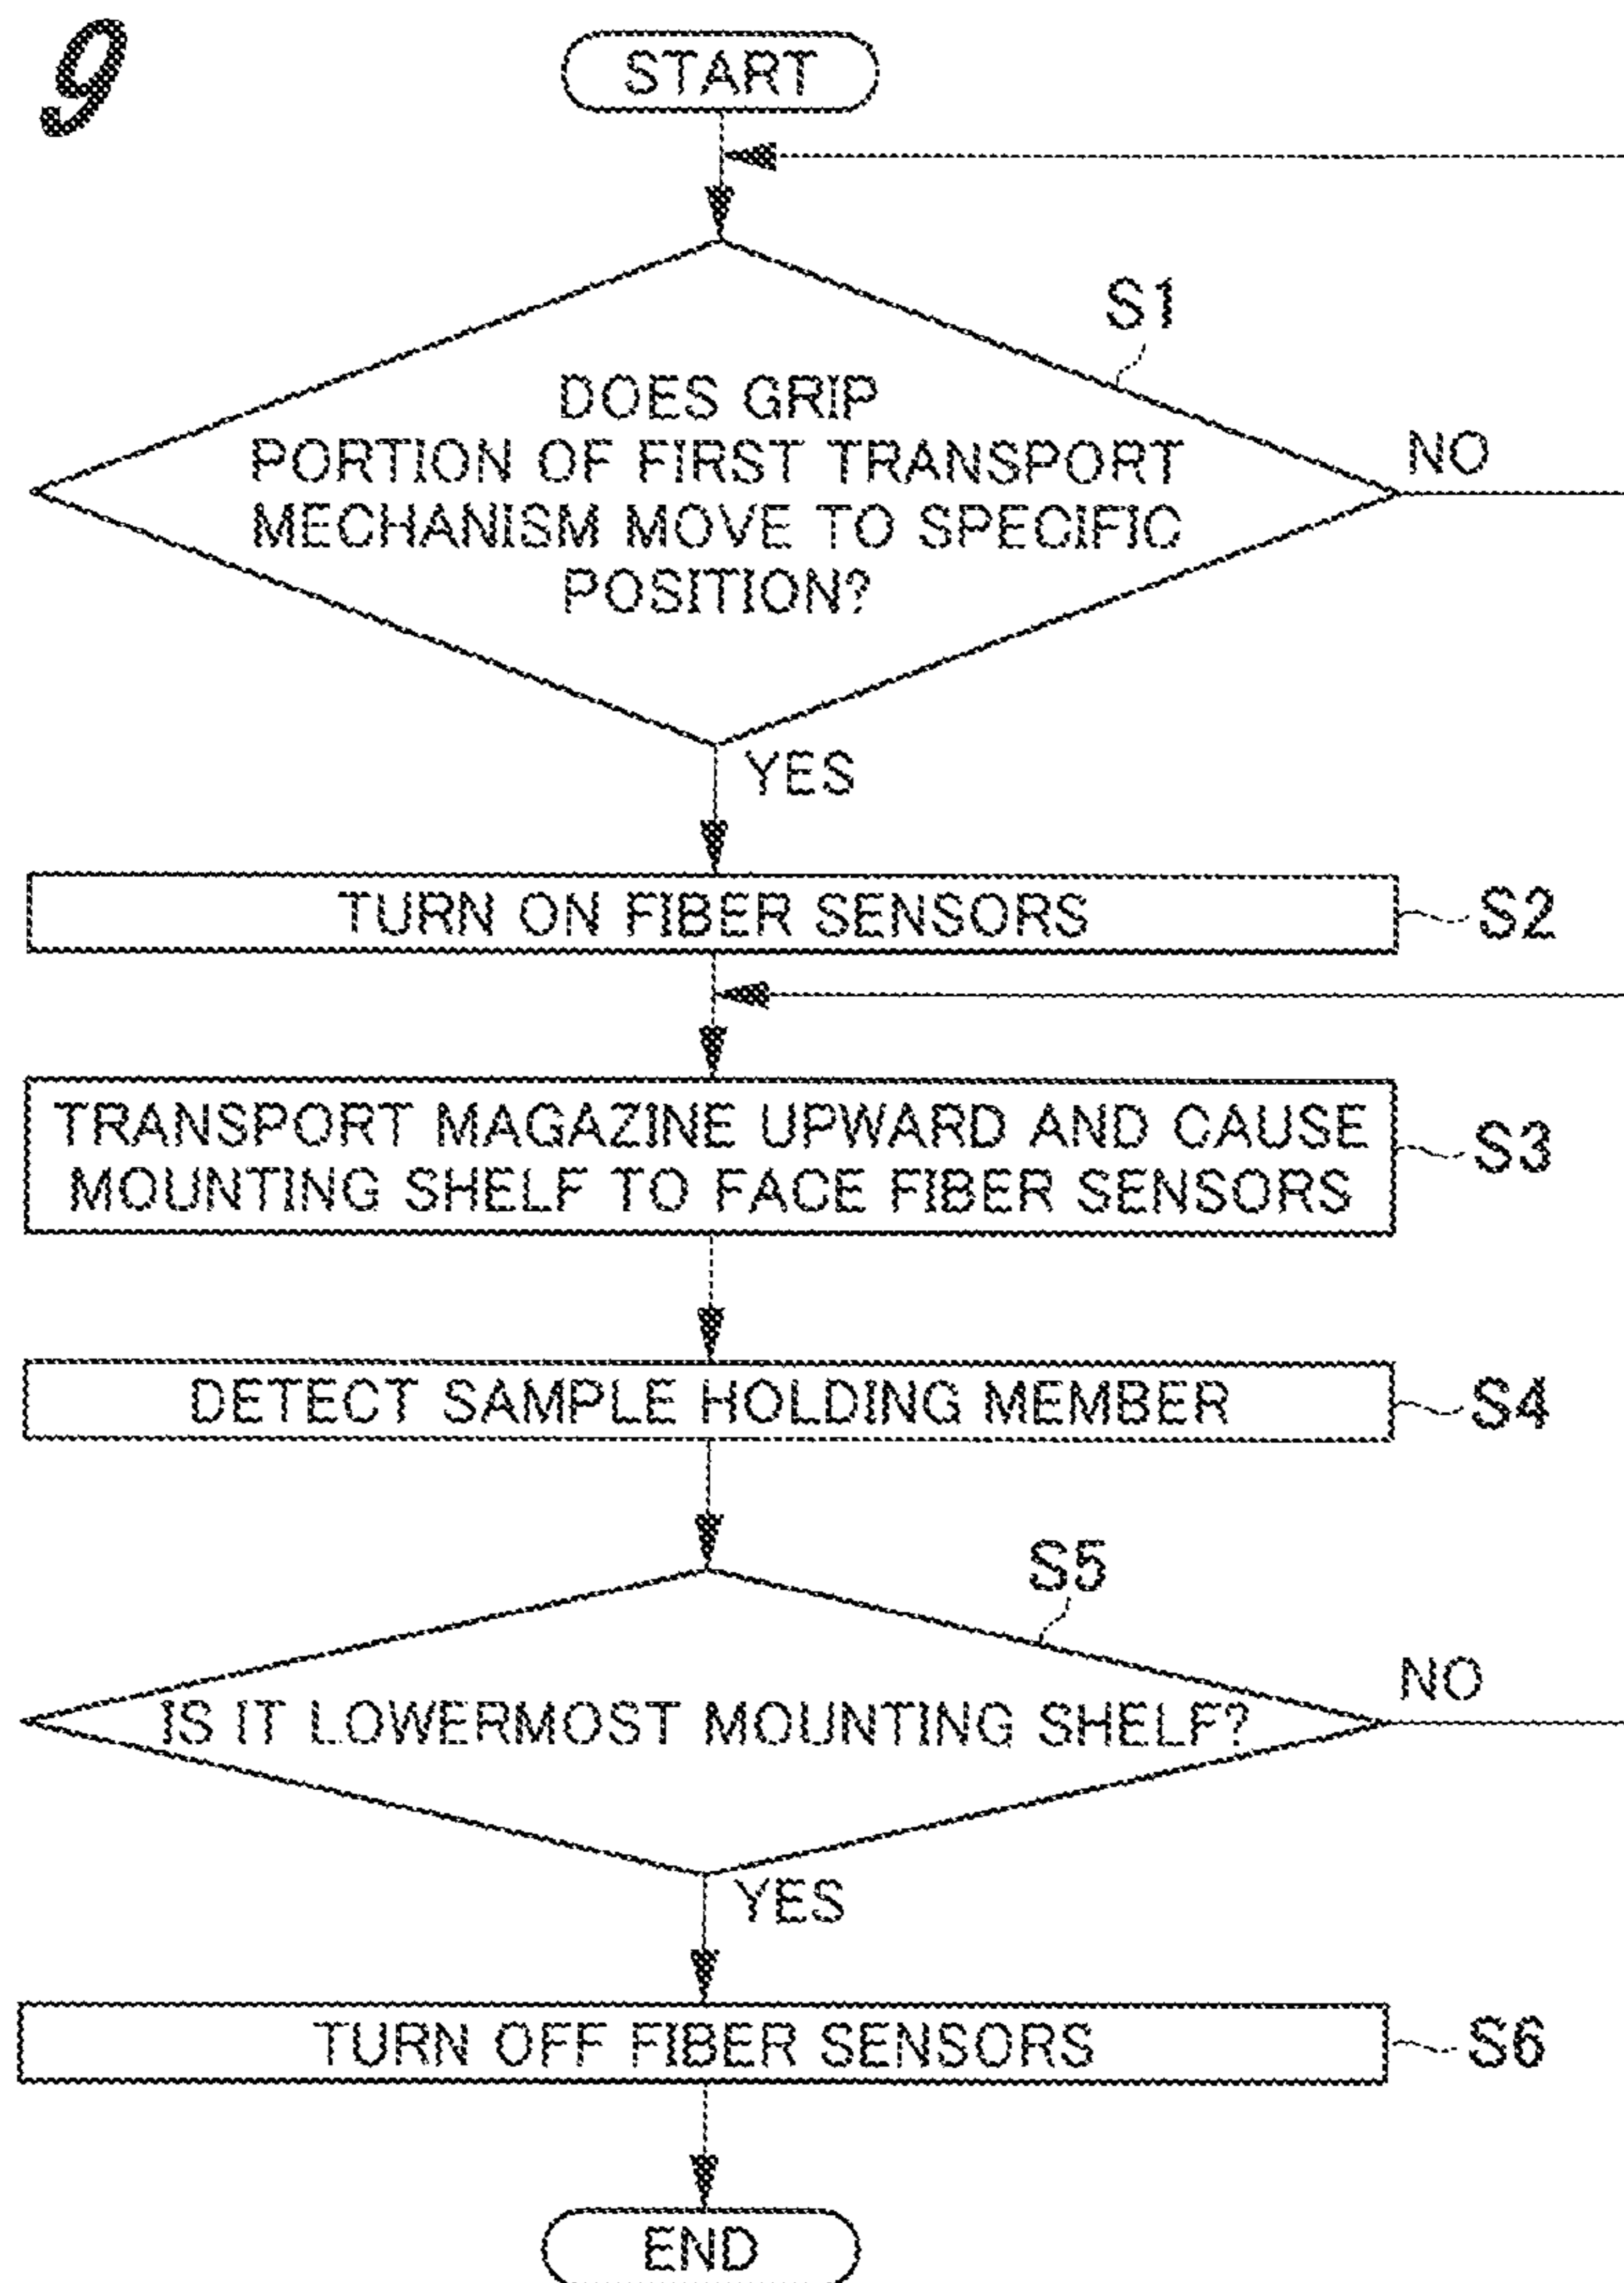 9
START
S1
DOES GRIP
PORTION OF FIRST TRANSPORT
MECHANISM MOVE TO SPECIFIC
POSITION?
NO
YES
TURN ON FIBER SENSORS
S2
TRANSPORT MAGAZINE UPWARD AND CAUSE
MOUNTING SHELF TO FACE FIBER SENSORS
S3
DETECT SAMPLE HOLDING MEMBER
S4
S5
IS IT LOWERMOST MOUNTING SHELF?
NO
YES
TURN OFF FIBER SENSORS
S6
END